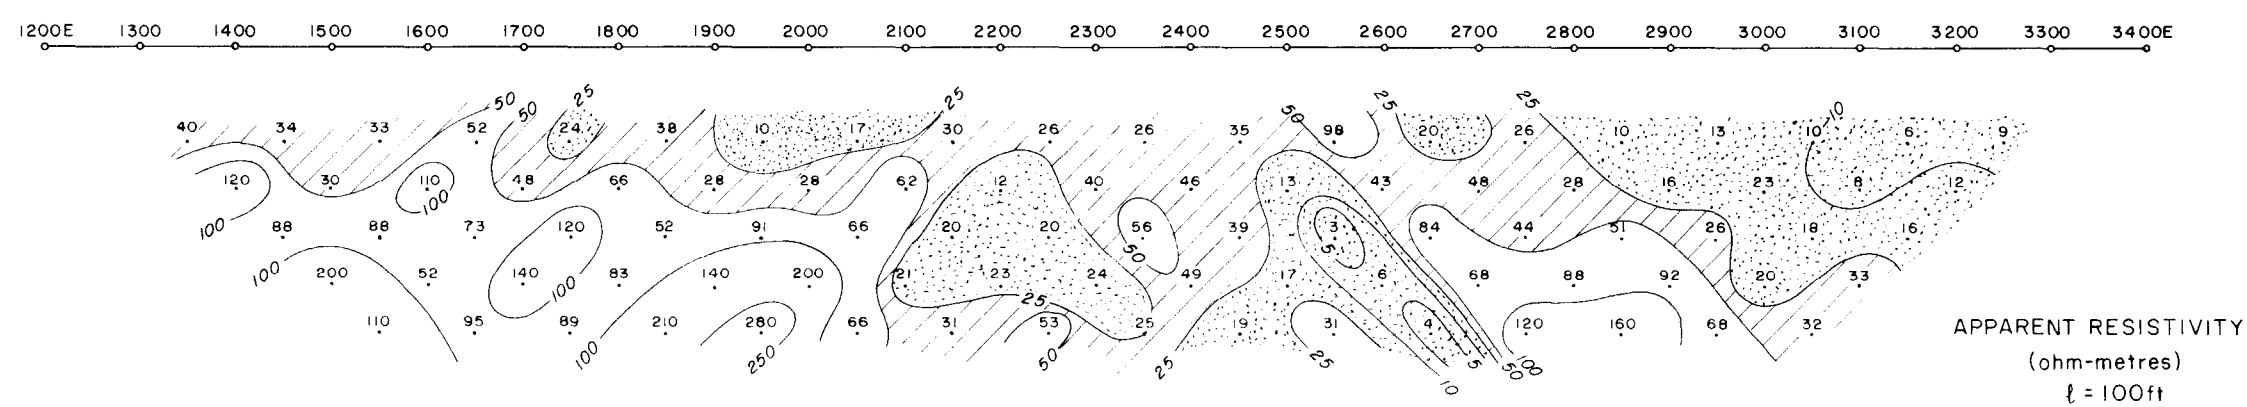 1200E 1300 1400 1500 1600 1700 1800 1900 2000 2100 2200 2300 2400 2500 2600 2700 2800 2900 3000 3100 3200 3300 3400E
50 50 25 25 50 25 25 10
40 34 33 52 24 38 10 17 30 26 26 35 98 20 26 10 13 10 6 9
120 30 110 48 66 28 28 62 12 40 46 13 43 48 28 16 23 8 12
100 100
88 88 73 120 52 91 66 20 20 56 39 3 84 44 51 26 18 16
100 50 5
200 52 140 83 140 200 21 23 24 49 17 6 68 88 92 20 33
100 25
110 95 89 210 280 66 31 53 25 19 31 4 120 160 68 32
100 250 50 25 25 10 5 50 100
APPARENT RESISTIVITY
(ohm-metres)
ℓ = 100ft